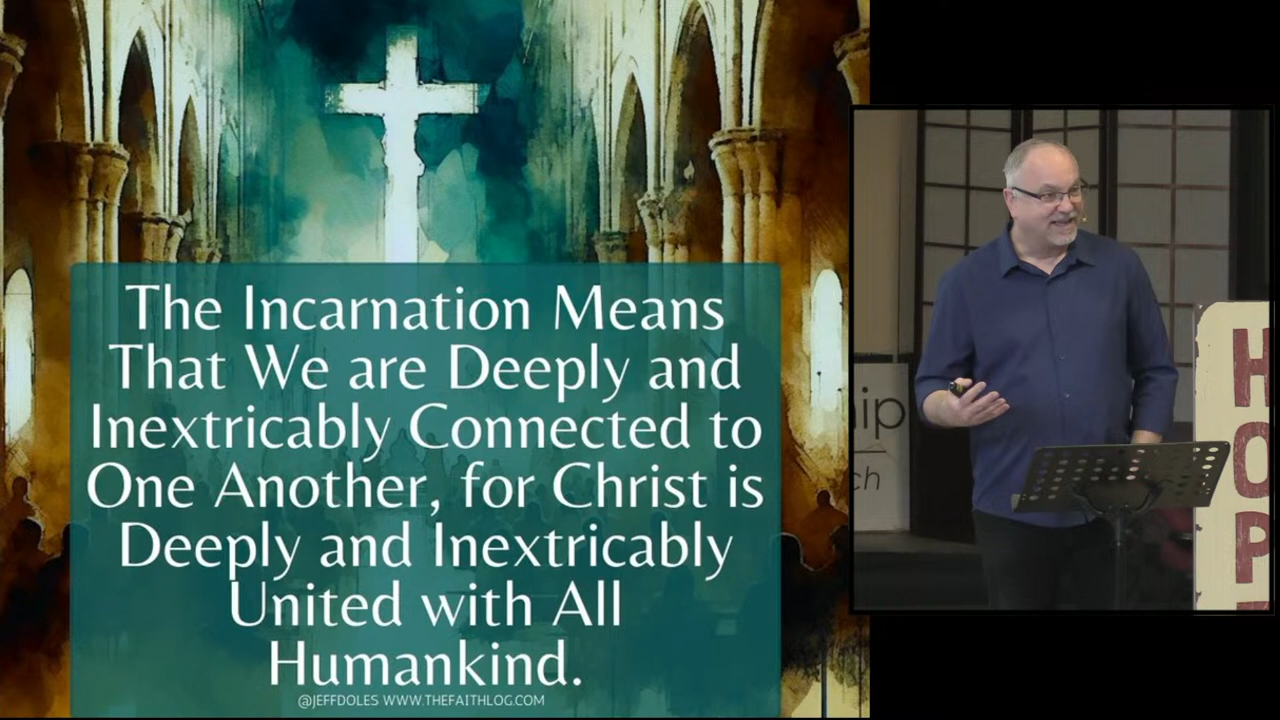 The Incarnation Means
That We are Deeply and
Inextricably Connected to
One Another, for Christ is
Deeply and Inextricably
United with All
Humankind.
@JEFFDOLES WWW.THEFAITHLOG.COM
HOP